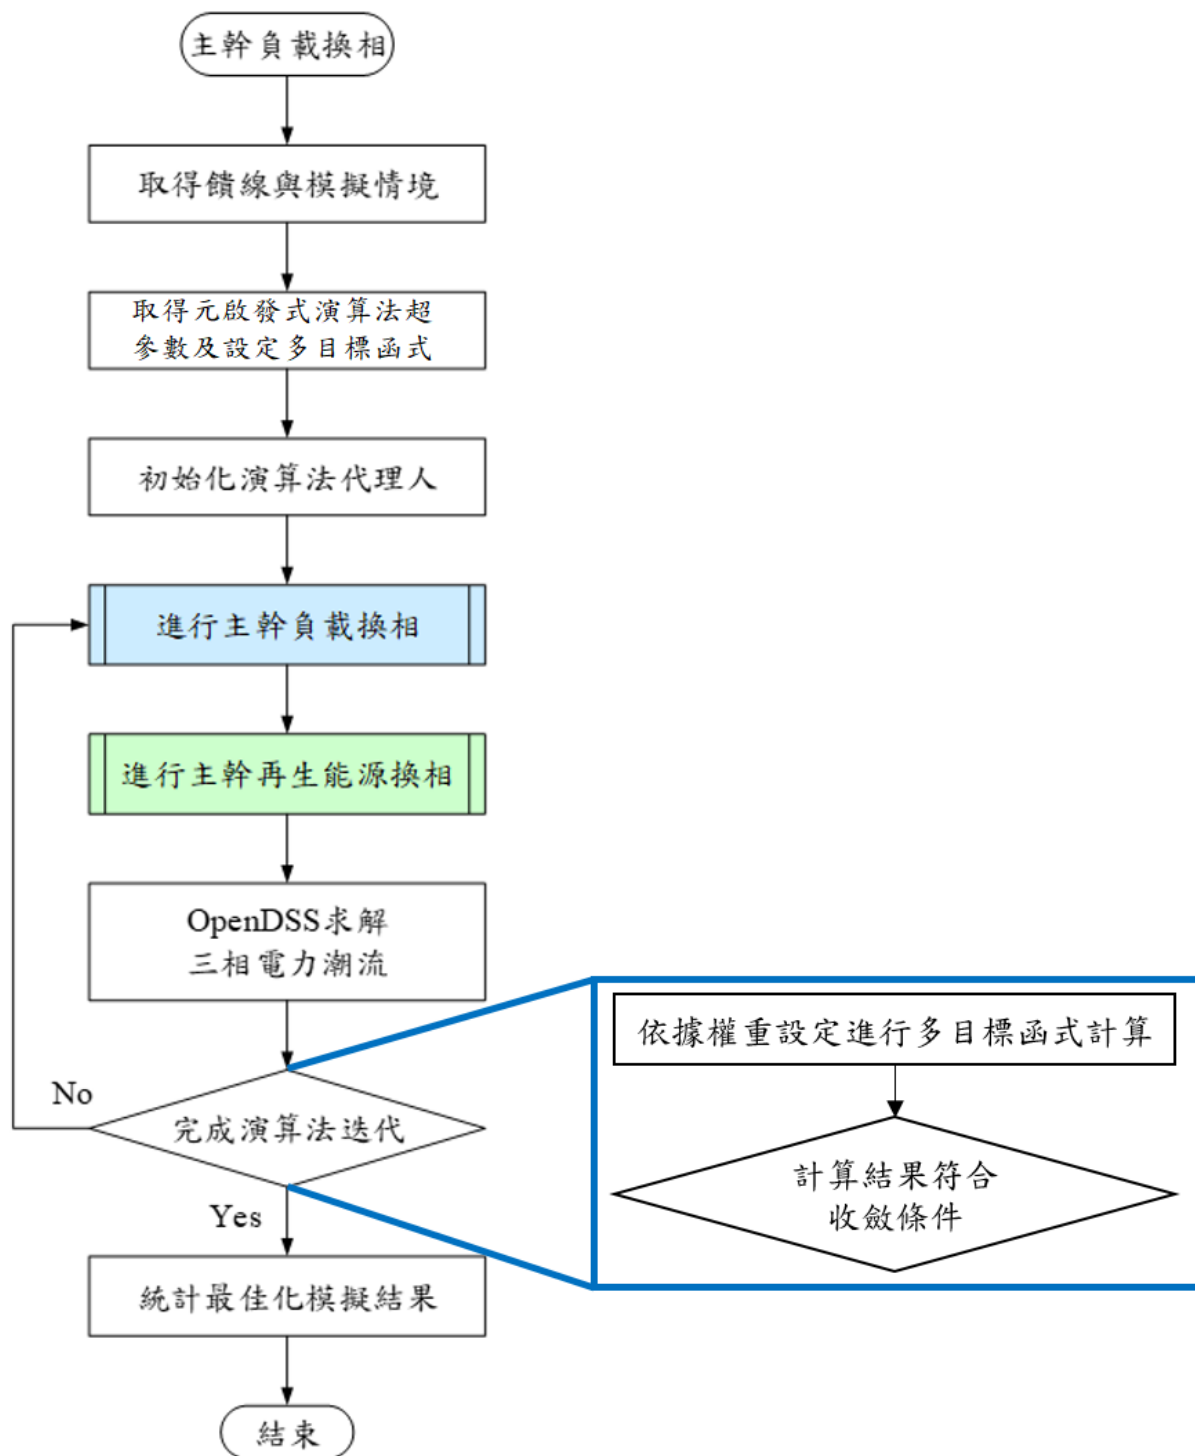 主幹負載換相
取得饋線與模擬情境
取得元啟發式演算法超
參數及設定多目標函式
初始化演算法代理人
進行主幹負載換相
進行主幹再生能源換相
OpenDSS求解
三相電力潮流
完成演算法迭代
No
Yes
統計最佳化模擬結果
結束
依據權重設定進行多目標函式計算
計算結果符合
收斂條件